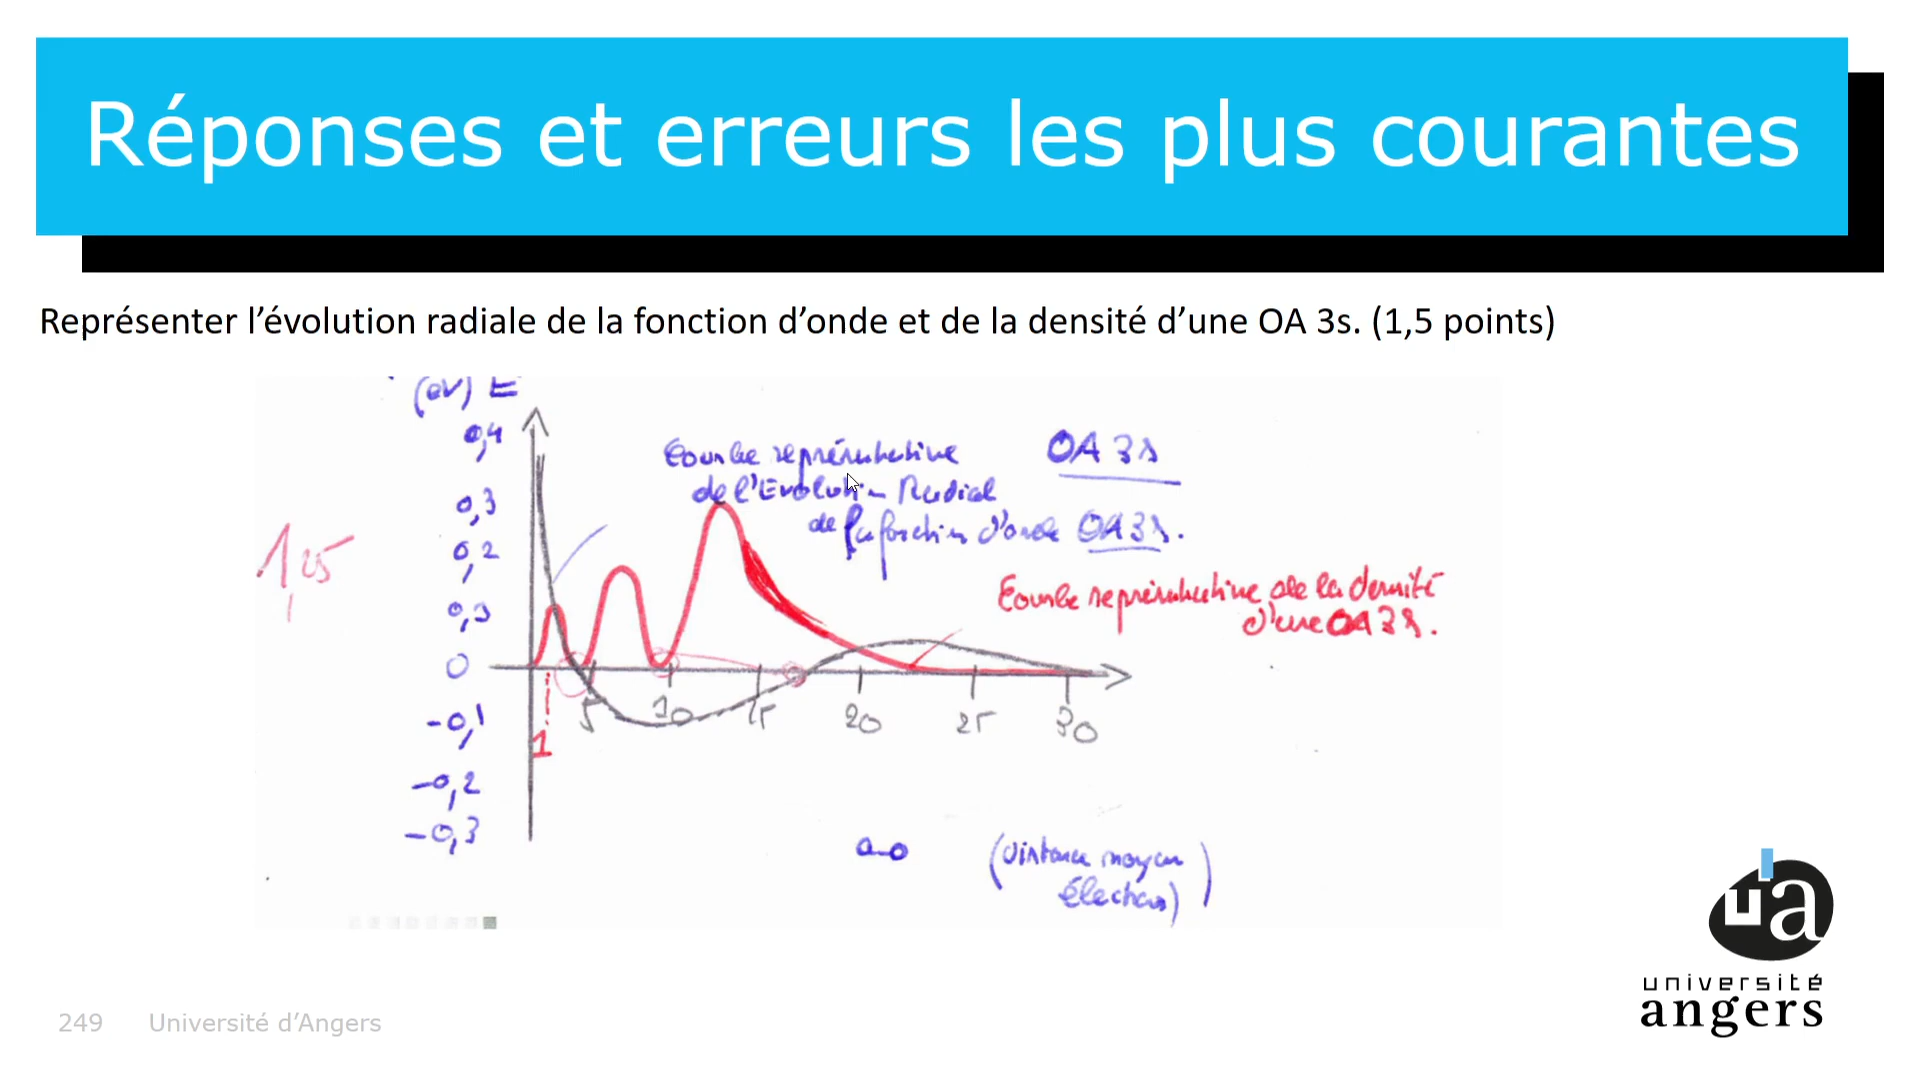 Réponses et erreurs les plus courantes
Représenter l’évolution radiale de la fonction d’onde et de la densité d’une OA 3s. (1,5 points)
(eV) E
0,4
0,3
0,2
0,3
0
-0,1
-0,2
-0,3
1,25
Courbe représentative
de l'Evolution Radial
de la fonction d'onde OA 3s.
OA 3s
Courbe représentative de la densité
d'une OA 3s.
1
5
10
15
20
25
30
a0
(distance moyen
électrons)
université
angers
249
Université d’Angers